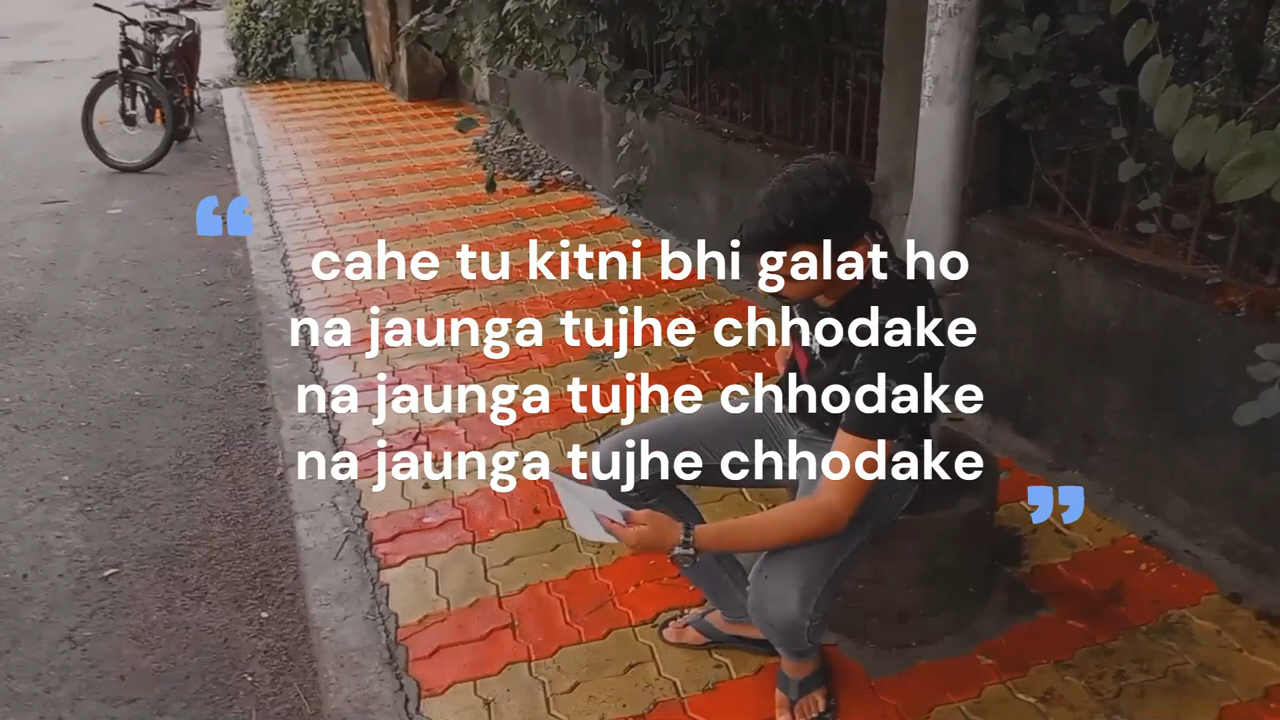 “cahe tu kitni bhi galat ho
na jaunga tujhe chhodake
na jaunga tujhe chhodake
na jaunga tujhe chhodake”